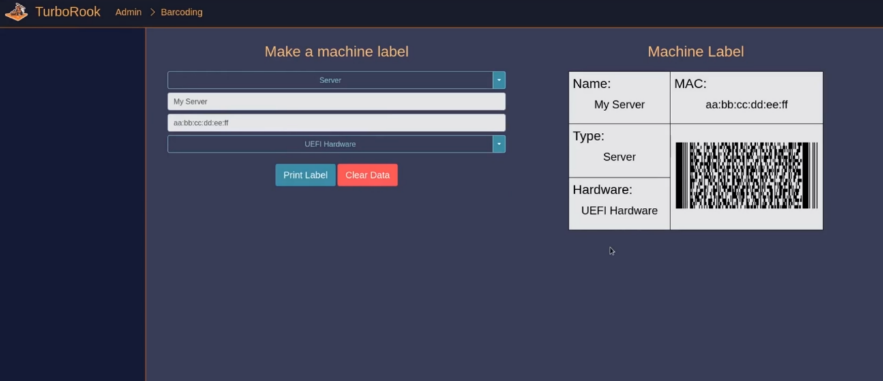 TurboRook Admin > Barcoding
Make a machine label
Server
My Server
aa:bb:cc:dd:ee:ff
UEFI Hardware
Print Label Clear Data
Machine Label
Name: MAC:
My Server aa:bb:cc:dd:ee:ff
Type:
Server
Hardware:
UEFI Hardware